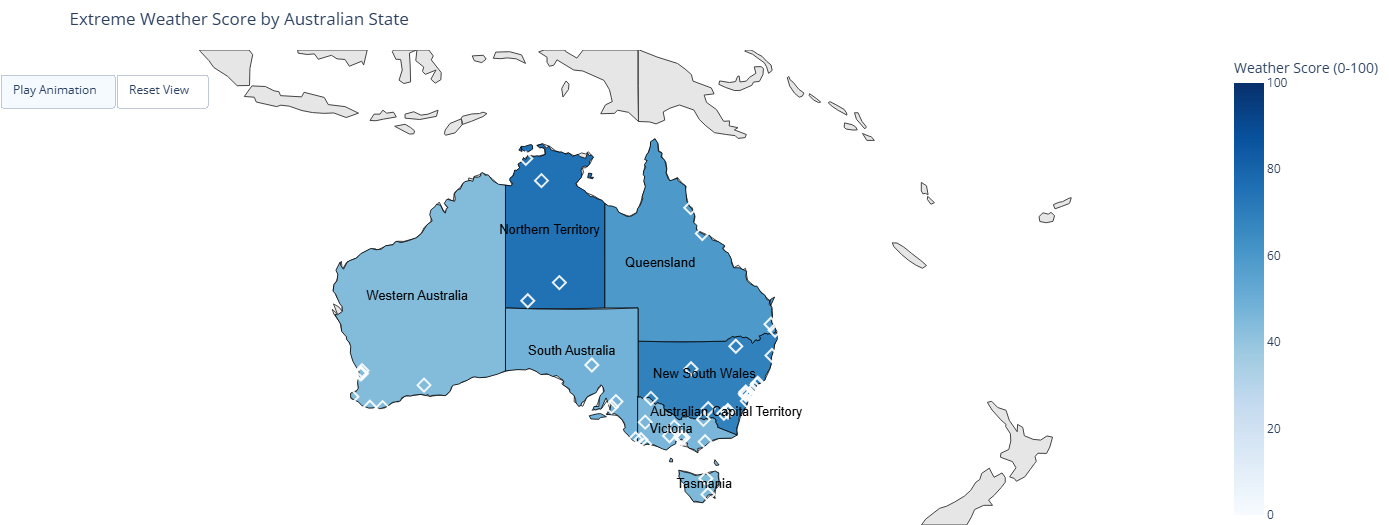 Extreme Weather Score by Australian State
Play Animation
Reset View
Weather Score (0-100)
100
80
60
40
20
0
Northern Territory
Queensland
Western Australia
South Australia
New South Wales
Australian Capital Territory
Victoria
Tasmania